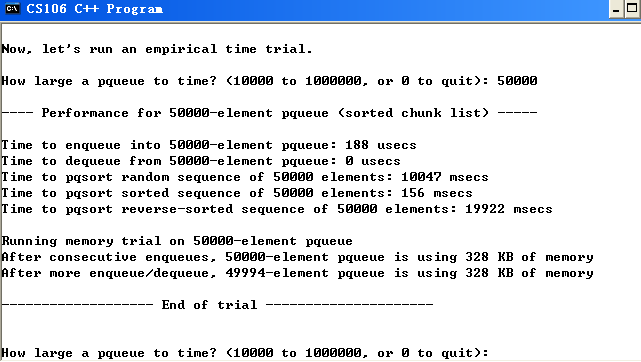 CS106 C++ Program
Now, let's run an empirical time trial.
How large a pqueue to time? (10000 to 1000000, or 0 to quit): 50000
---- Performance for 50000-element pqueue (sorted chunk list) -----
Time to enqueue into 50000-element pqueue: 188 usecs
Time to dequeue from 50000-element pqueue: 0 usecs
Time to pqsort random sequence of 50000 elements: 10047 msecs
Time to pqsort sorted sequence of 50000 elements: 156 msecs
Time to pqsort reverse-sorted sequence of 50000 elements: 19922 msecs
Running memory trial on 50000-element pqueue
After consecutive enqueues, 50000-element pqueue is using 328 KB of memory
After more enqueue/dequeue, 49994-element pqueue is using 328 KB of memory
------------------- End of trial ---------------------
How large a pqueue to time? (10000 to 1000000, or 0 to quit):